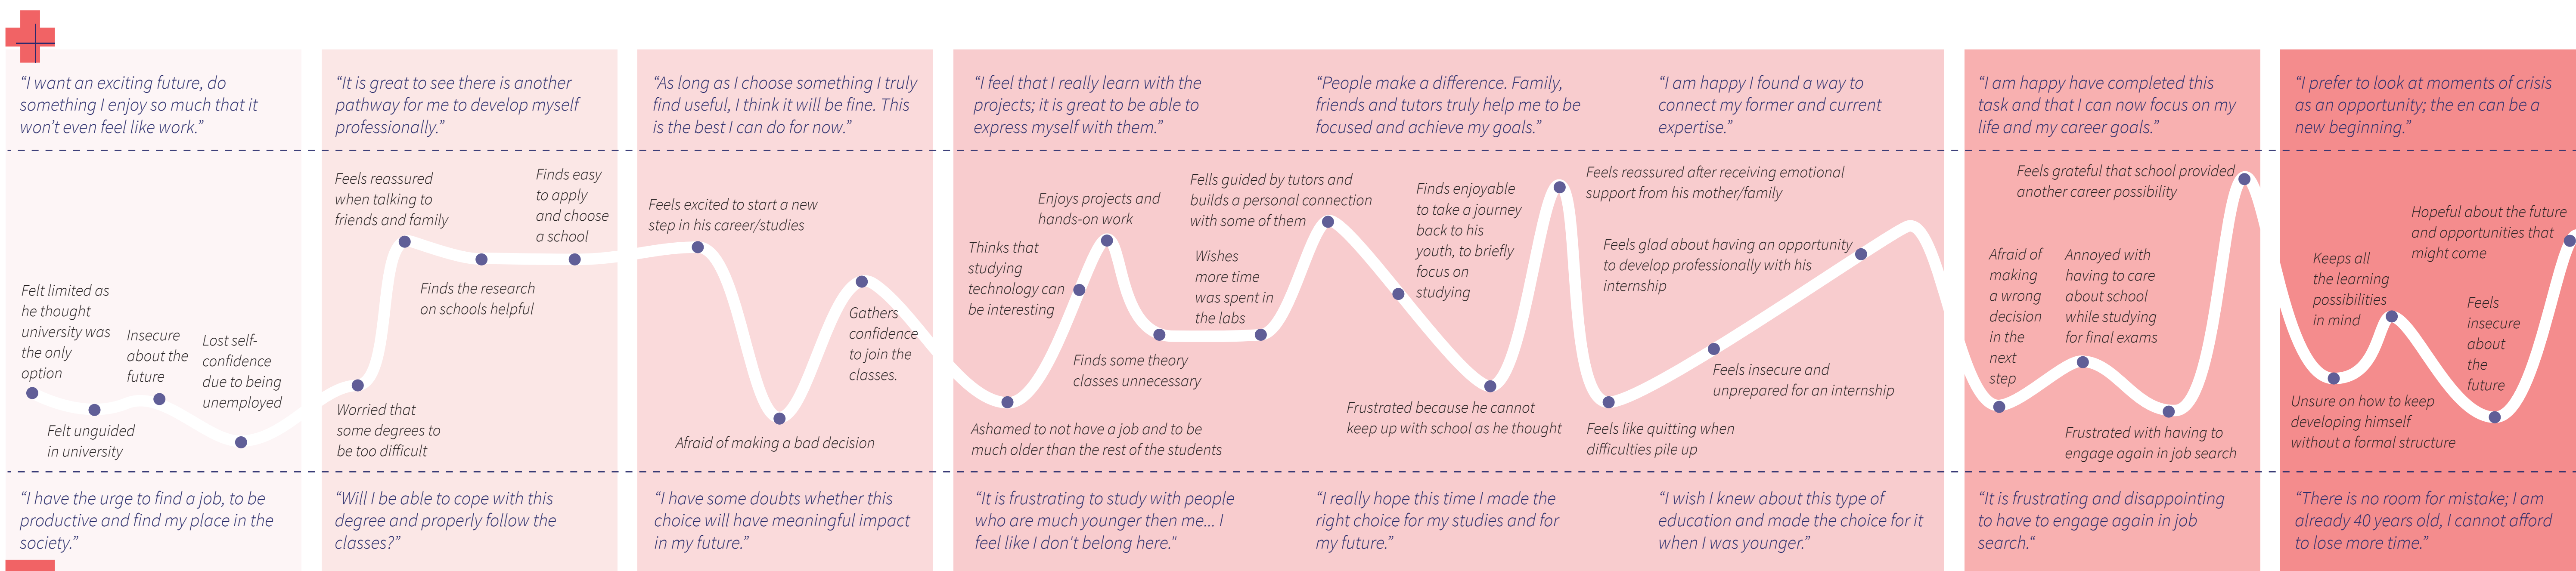 “I want an exciting future, do
something I enjoy so much that it
won’t even feel like work.”
“It is great to see there is another
pathway for me to develop myself
professionally.”
“As long as I choose something I truly
find useful, I think it will be fine. This
is the best I can do for now.”
“I feel that I really learn with the
projects; it is great to be able to
express myself with them.”
“People make a difference. Family,
friends and tutors truly help me to be
focused and achieve my goals.”
“I am happy I found a way to
connect my former and current
expertise.”
“I am happy have completed this
task and that I can now focus on my
life and my career goals.”
“I prefer to look at moments of crisis
as an opportunity; the en can be a
new beginning.”
Felt limited as
he thought
university was
the only
option
Felt unguided
in university
Insecure
about the
future
Lost self-
confidence
due to being
unemployed
Worried that
some degrees to
be too difficult
Feels reassured
when talking to
friends and family
Finds the research
on schools helpful
Finds easy
to apply
and choose
a school
Feels excited to start a new
step in his career/studies
Afraid of making a bad decision
Gathers
confidence
to join the
classes.
Ashamed to not have a job and to be
much older than the rest of the students
Thinks that
studying
technology can
be interesting
Enjoys projects and
hands-on work
Finds some theory
classes unnecessary
Wishes
more time
was spent in
the labs
Fells guided by tutors and
builds a personal connection
with some of them
Finds enjoyable
to take a journey
back to his
youth, to briefly
focus on
studying
Frustrated because he cannot
keep up with school as he thought
Feels reassured after receiving emotional
support from his mother/family
Feels like quitting when
difficulties pile up
Feels insecure and
unprepared for an internship
Feels glad about having an opportunity
to develop professionally with his
internship
Afraid of
making
a wrong
decision
in the
next
step
Annoyed with
having to care
about school
while studying
for final exams
Frustrated with having to
engage again in job search
Feels grateful that school provided
another career possibility
Unsure on how to keep
developing himself
without a formal structure
Keeps all
the learning
possibilities
in mind
Feels
insecure
about
the
future
Hopeful about the future
and opportunities that
might come
“I have the urge to find a job, to be
productive and find my place in the
society.”
“Will I be able to cope with this
degree and properly follow the
classes?”
“I have some doubts whether this
choice will have meaningful impact
in my future.”
“It is frustrating to study with people
who are much younger then me... I
feel like I don't belong here."
“I really hope this time I made the
right choice for my studies and for
my future.”
“I wish I knew about this type of
education and made the choice for it
when I was younger.”
“It is frustrating and disappointing
to have to engage again in job
search.“
“There is no room for mistake; I am
already 40 years old, I cannot afford
to lose more time.”